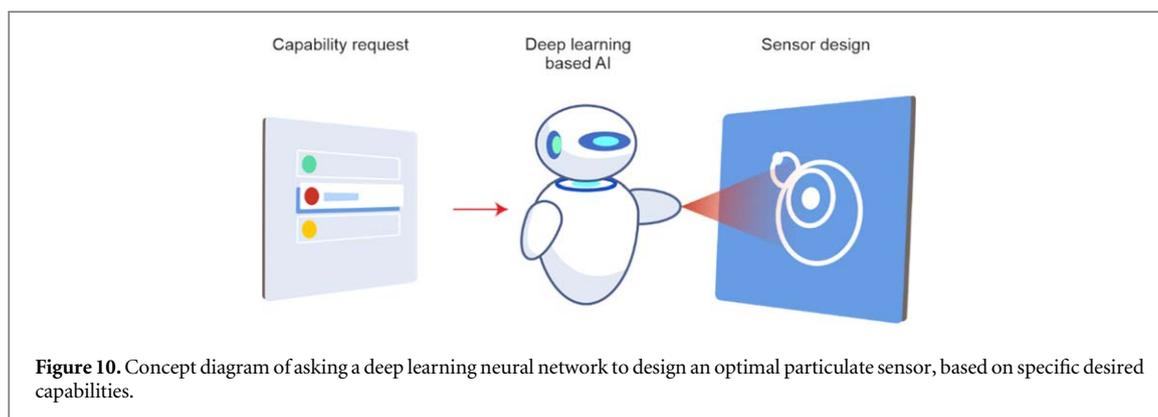 Capability request
Deep learning
based AI
Sensor design
Figure 10. Concept diagram of asking a deep learning neural network to design an optimal particulate sensor, based on specific desired
capabilities.